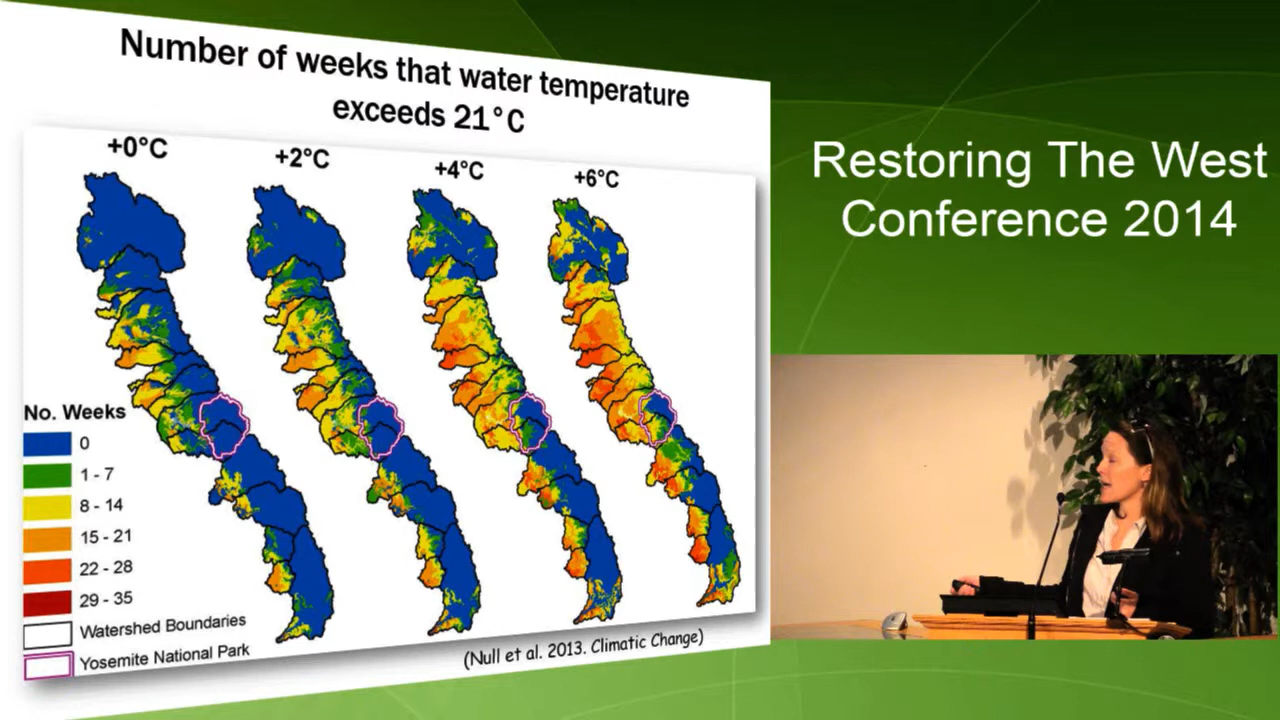 Number of weeks that water temperature
exceeds 21°C
+0°C
+2°C
+4°C
+6°C
No. Weeks
0
1 - 7
8 - 14
15 - 21
22 - 28
29 - 35
Watershed Boundaries
Yosemite National Park
(Null et al. 2013. Climatic Change)
Restoring The West
Conference 2014